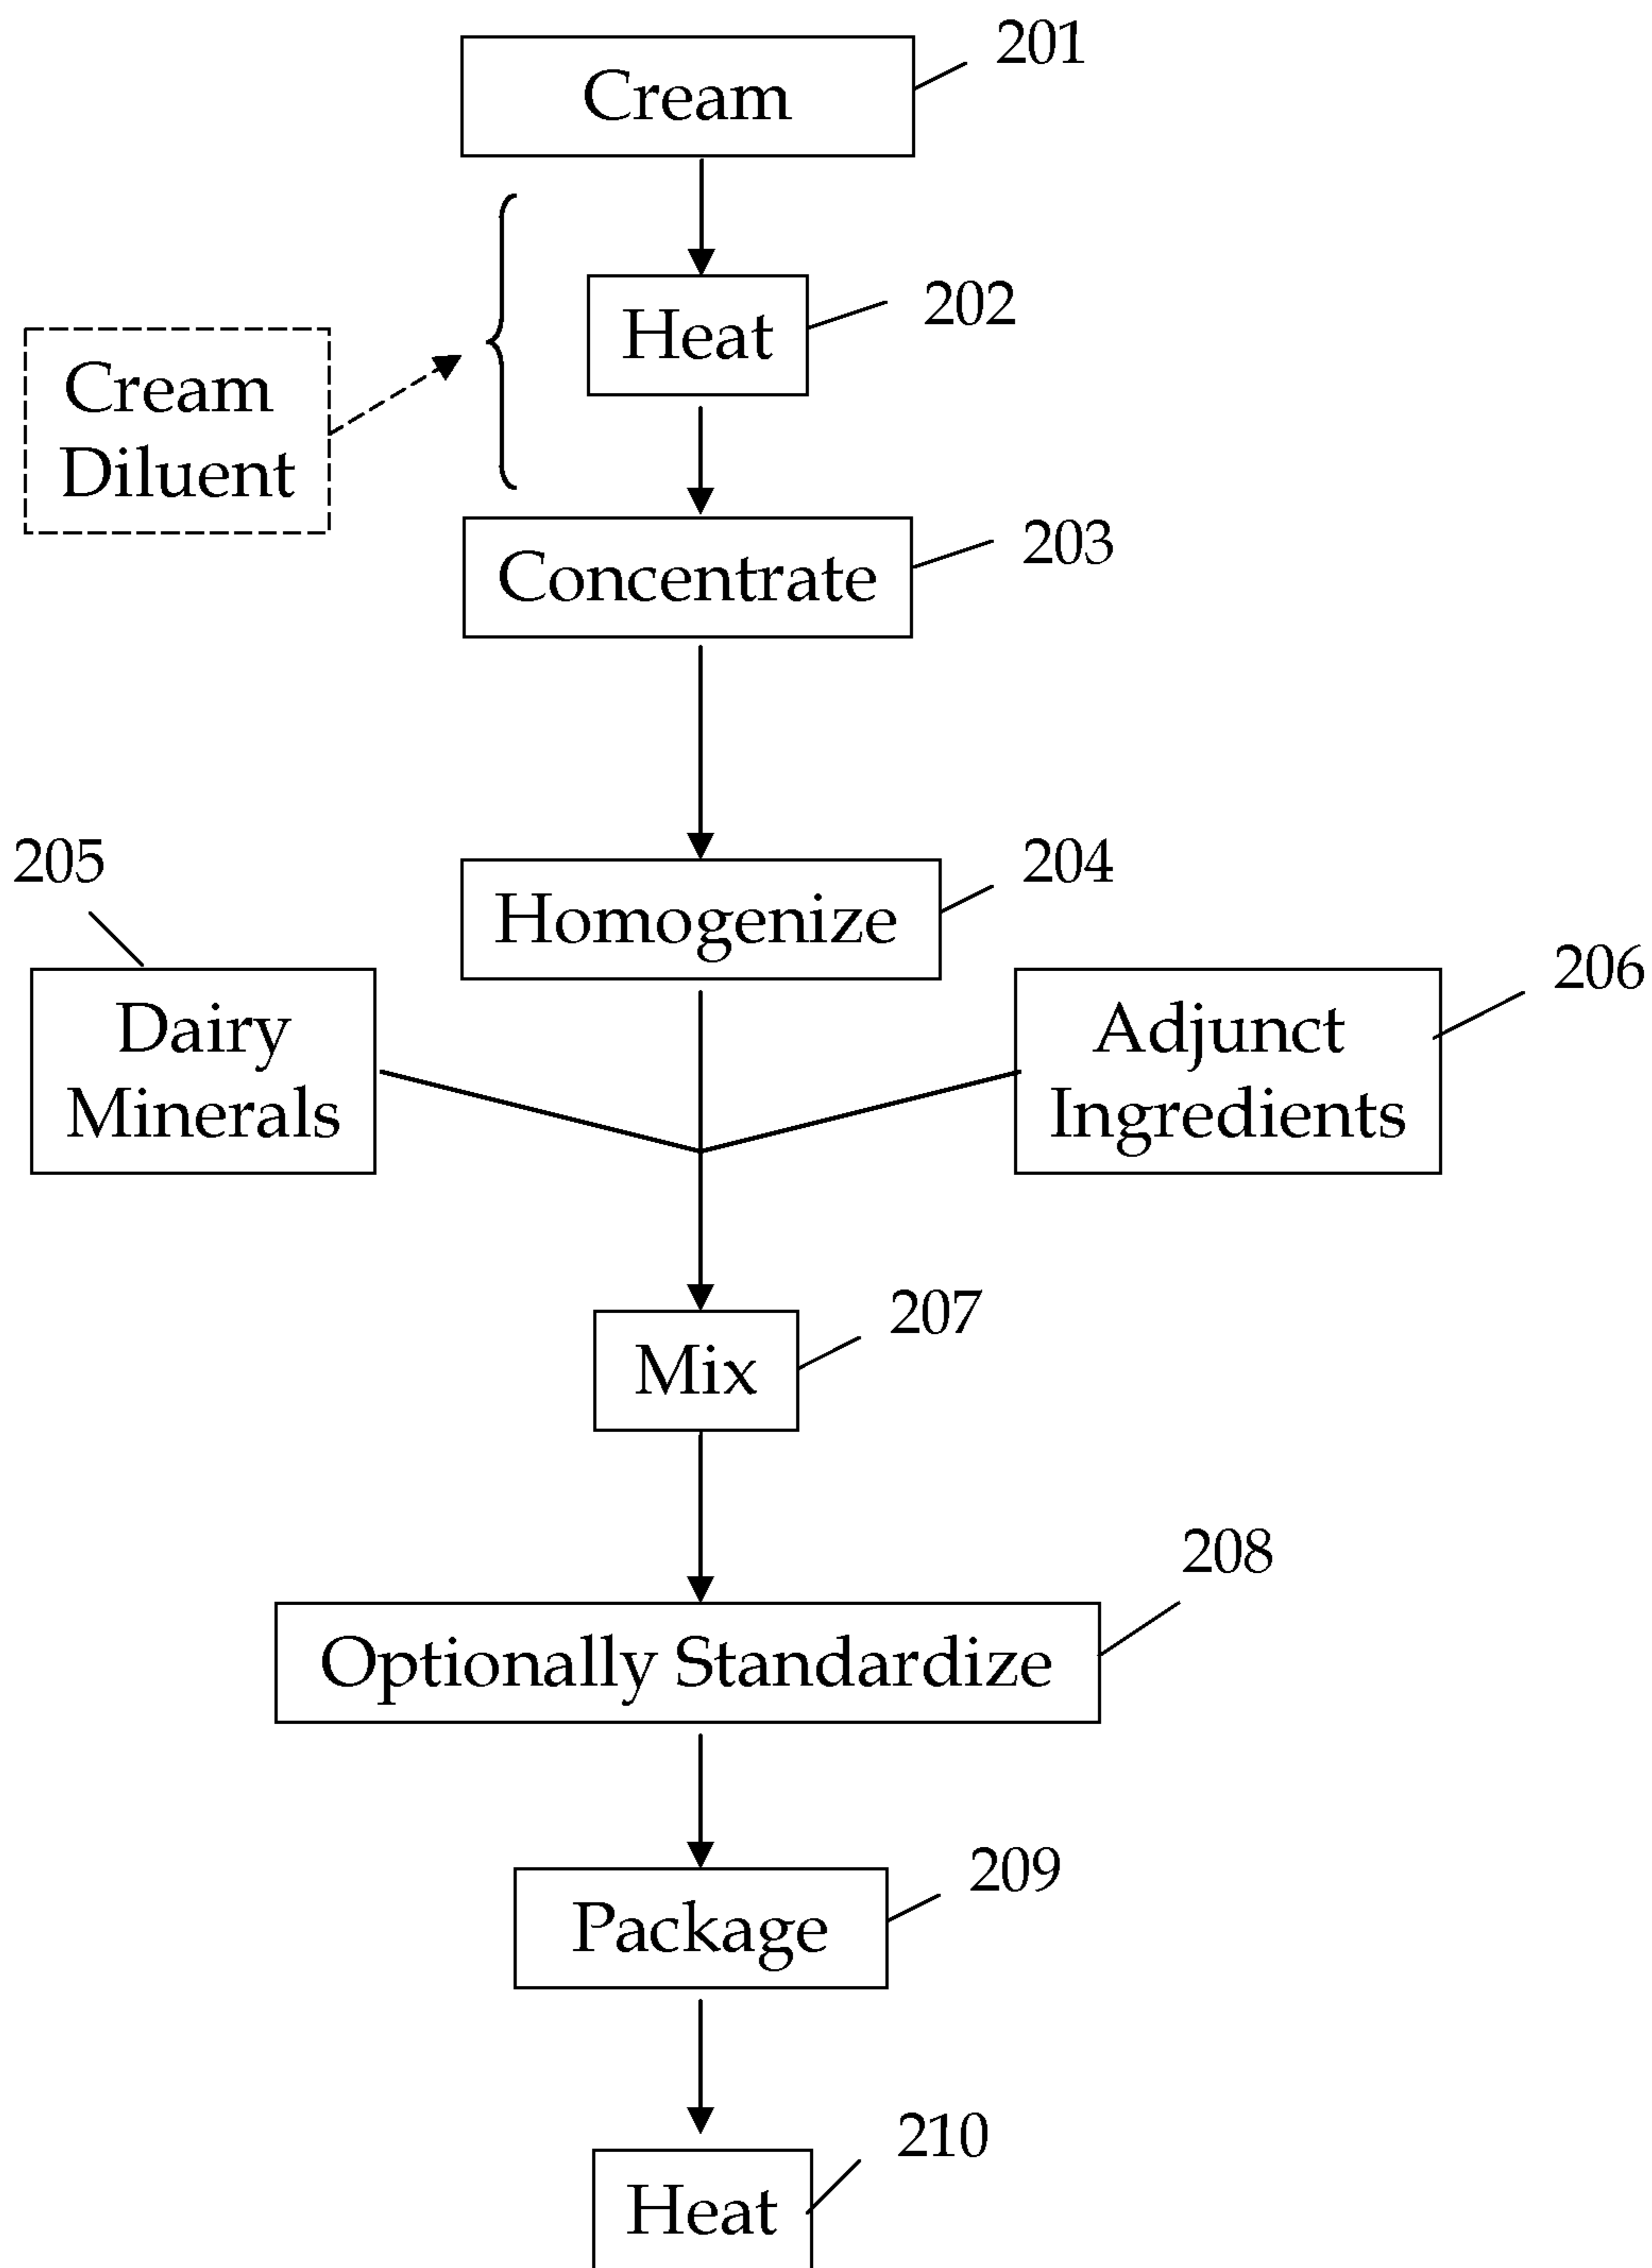 201
Cream
202
Heat
Cream
Diluent
203
Concentrate
204
Homogenize
205
Dairy
Minerals
206
Adjunct
Ingredients
207
Mix
208
Optionally Standardize
209
Package
210
Heat